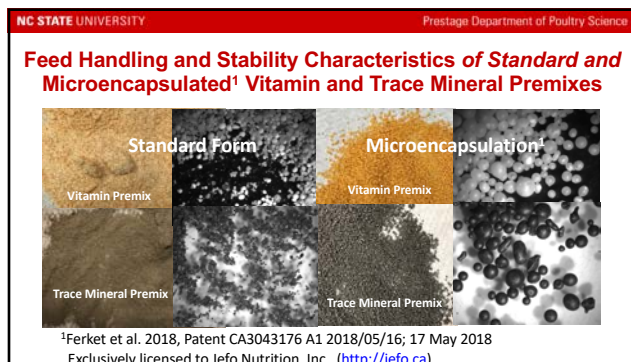 NC STATE UNIVERSITY
Prestage Department of Poultry Science
Feed Handling and Stability Characteristics of Standard and
Microencapsulated¹ Vitamin and Trace Mineral Premixes
Standard Form
Microencapsulation¹
Vitamin Premix
Vitamin Premix
Trace Mineral Premix
Trace Mineral Premix
¹Ferket et al. 2018, Patent CA3043176 A1 2018/05/16; 17 May 2018
Exclusively licensed to Jefo Nutrition, Inc. (http://jefo.ca)